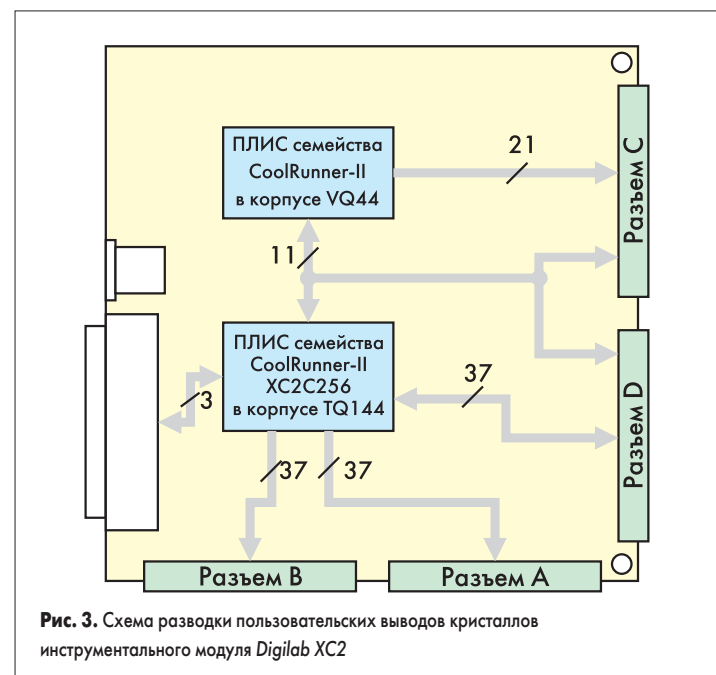 ПЛИС семейства
CoolRunner-II
в корпусе VQ44
21
Разъем C
11
ПЛИС семейства
CoolRunner-II
XC2C256
в корпусе TQ144
37
3
Разъем D
37
37
Разъем B
Разъем A
Рис. 3. Схема разводки пользовательских выводов кристаллов
инструментального модуля Digilab XC2